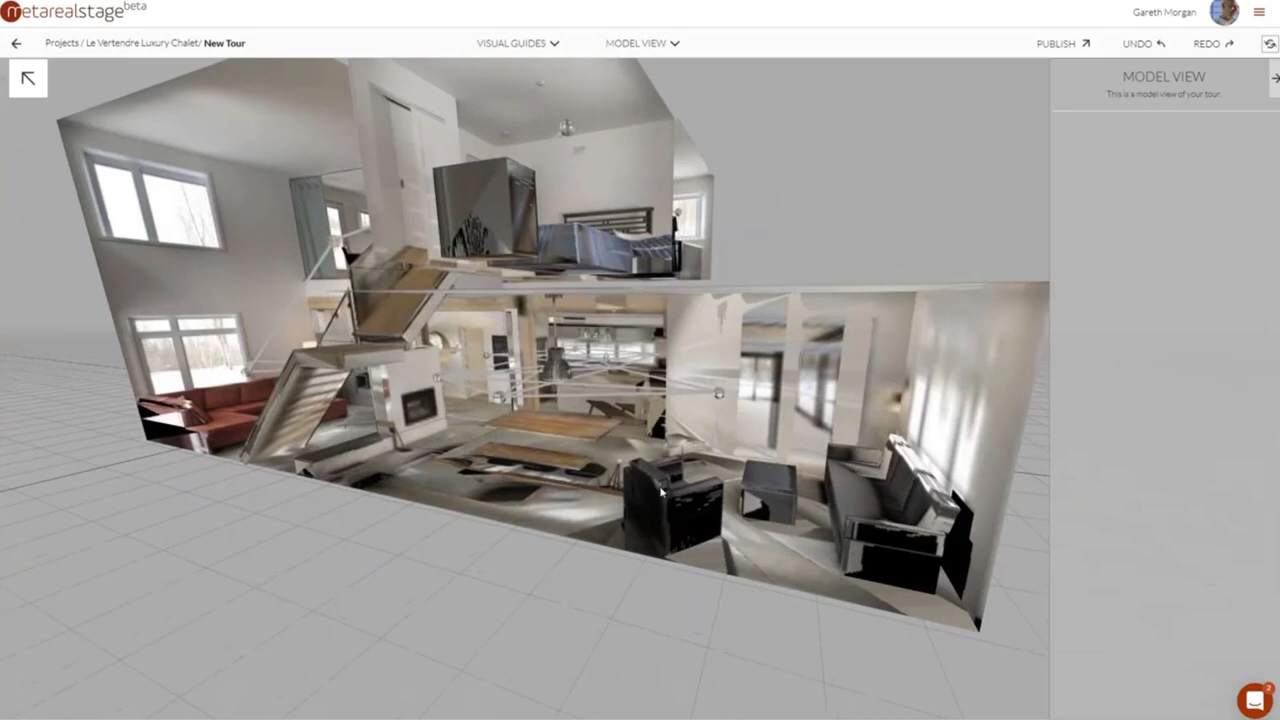 metarealstage beta
Gareth Morgan
Projects / Le Vertendre Luxury Chalet/ New Tour
VISUAL GUIDES
MODEL VIEW
PUBLISH
UNDO
REDO
MODEL VIEW
This is a model view of your tour.
2